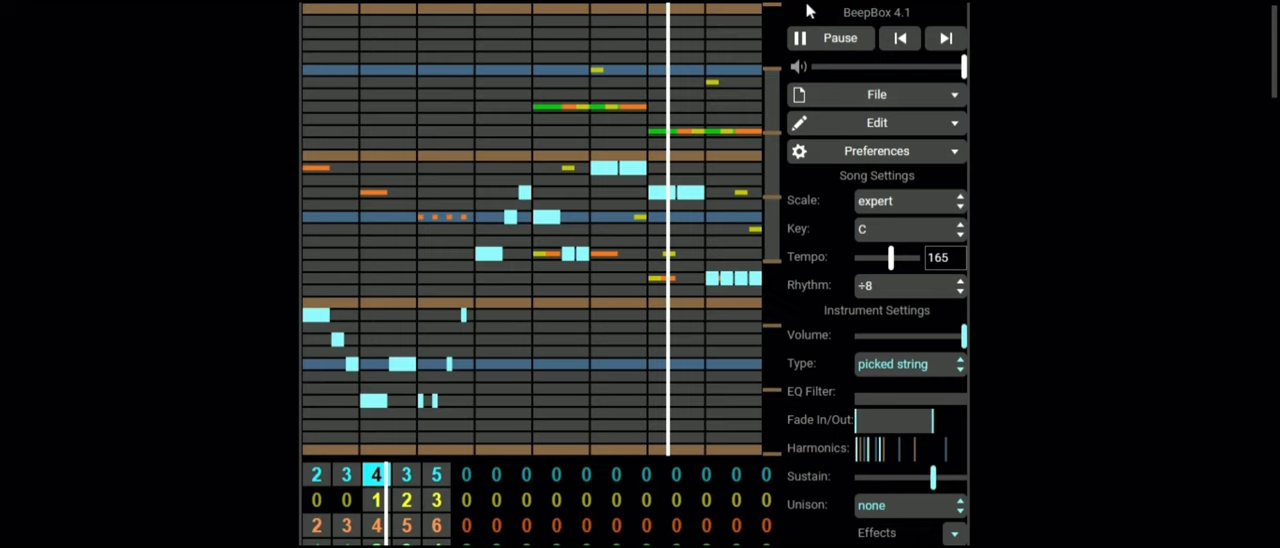 BeepBox 4.1
Pause
File
Edit
Preferences
Song Settings
Scale: expert
Key: C
Tempo: 165
Rhythm: ÷8
Instrument Settings
Volume:
Type: picked string
EQ Filter:
Fade In/Out:
Harmonics:
Sustain:
Unison: none
Effects
2 3 4 3 5 0 0 0 0 0 0 0 0 0 0 0
0 0 1 2 3 0 0 0 0 0 0 0 0 0 0 0
2 3 4 5 6 0 0 0 0 0 0 0 0 0 0 0